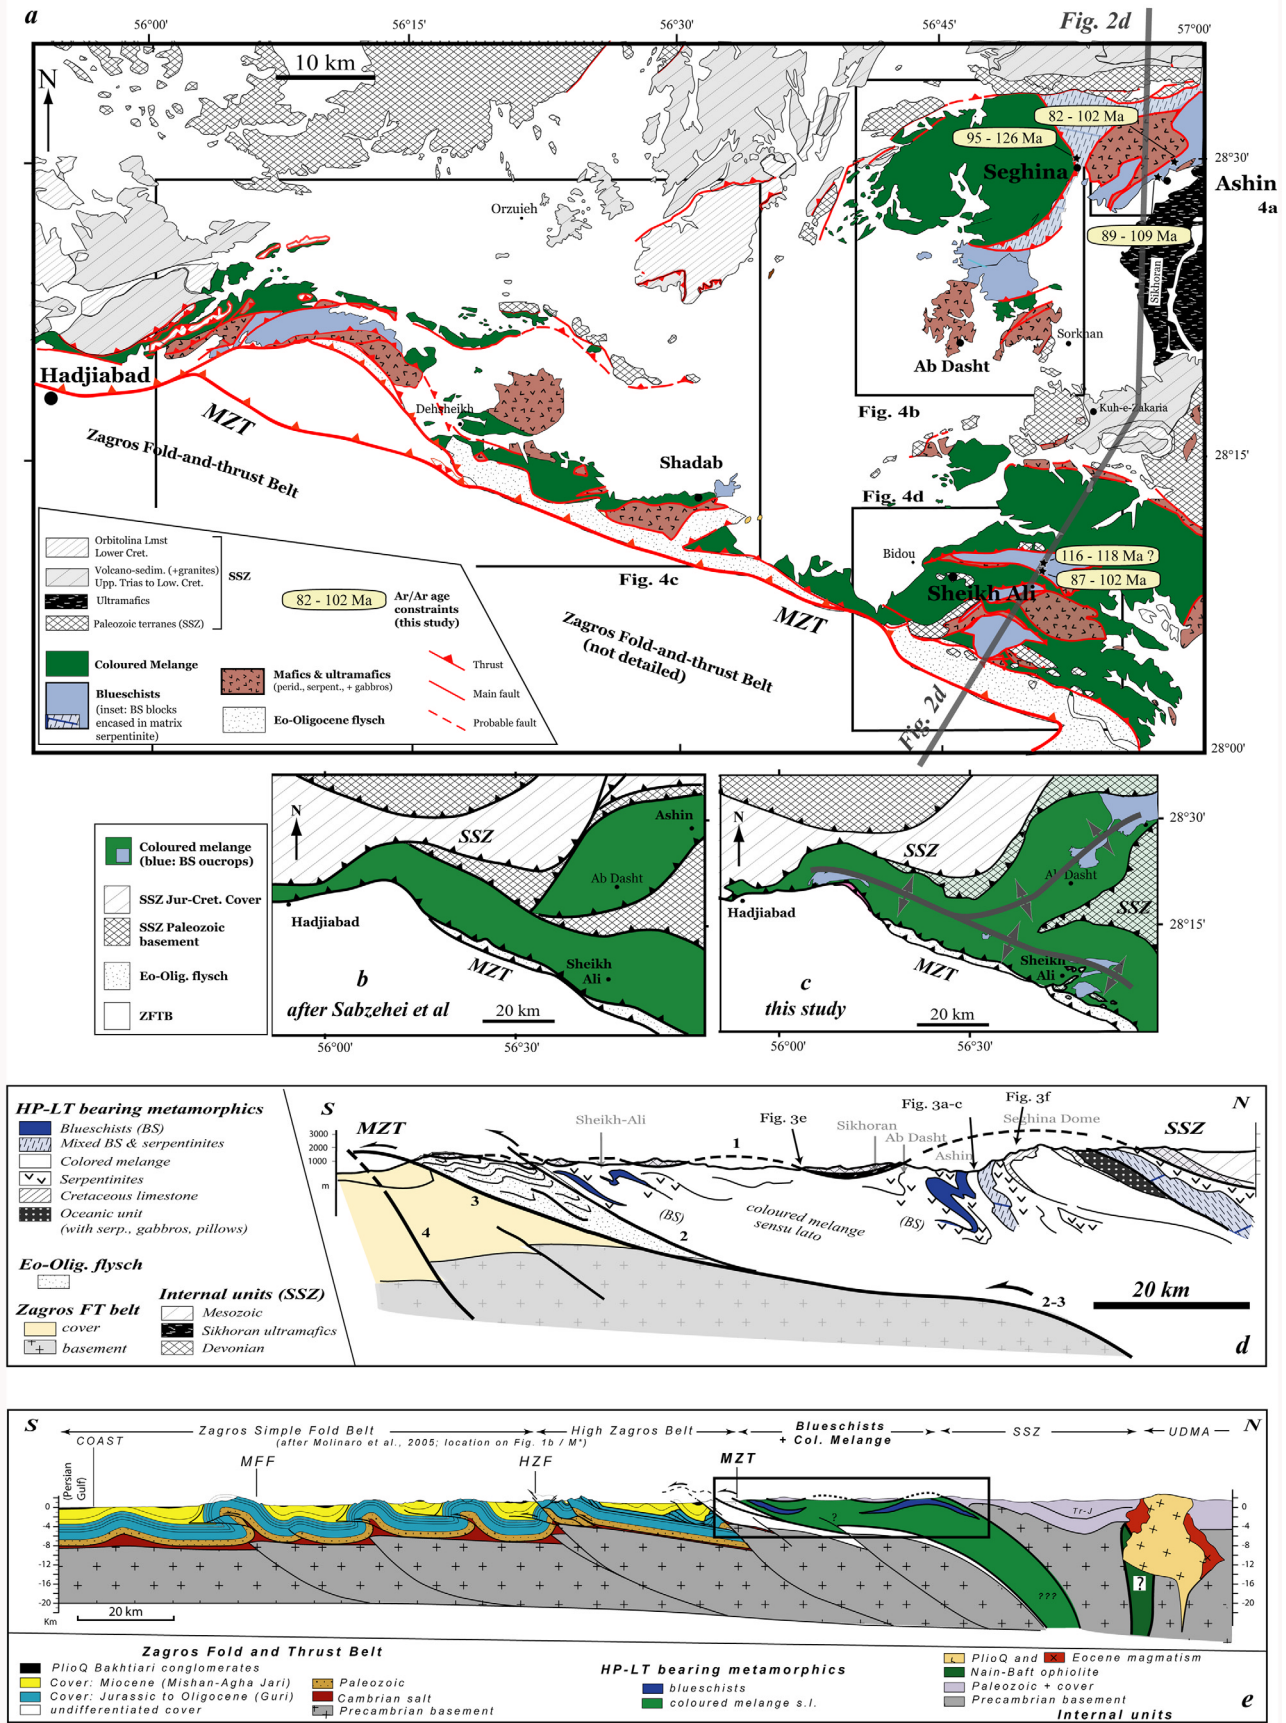 a
56°00'
56°15'
56°30'
56°45'
57°00'
Fig. 2d
10 km
N
82 - 102 Ma
95 - 126 Ma
Seghina
28°30'
Ashin
4a
Orzuieh
89 - 109 Ma
Sikhoran
Sorkhan
Ab Dasht
Hadjiabad
Fig. 4b
Kuh-e-Zakaria
Dehsheikh
MZT
Zagros Fold-and-thrust Belt
Shadab
28°15'
Fig. 4d
Bidou
116 - 118 Ma ?
87 - 102 Ma
Sheikh Ali
Fig. 4c
MZT
Zagros Fold-and-thrust Belt
(not detailed)
Fig. 2d
28°00'
Orbitolina Lmst
Lower Cret.
Volcano-sedim. (+granites)
Upp. Trias to Low. Cret.
SSZ
Ultramafics
Paleozoic terranes (SSZ)
82 - 102 Ma
Ar/Ar age
constraints
(this study)
Coloured Melange
Blueschists
(inset: BS blocks
encased in matrix
serpentinite)
Mafics & ultramafics
(perid., serpent., + gabbros)
Eo-Oligocene flysch
Thrust
Main fault
Probable fault
Coloured melange
(blue: BS oucrops)
SSZ Jur-Cret. Cover
SSZ Paleozoic
basement
Eo-Olig. flysch
ZFTB
N
SSZ
Ashin
Ab Dasht
Hadjiabad
MZT
Sheikh
Ali
b
after Sabzehei et al
20 km
56°00'
56°30'
N
SSZ
28°30'
Ab Dasht
SSZ
Hadjiabad
28°15'
MZT
Sheikh
Ali
c
this study
20 km
56°00'
56°30'
HP-LT bearing metamorphics
Blueschists (BS)
Mixed BS & serpentinites
Colored melange
Serpentinites
Cretaceous limestone
Oceanic unit
(with serp., gabbros, pillows)
Eo-Olig. flysch
Zagros FT belt
cover
basement
Internal units (SSZ)
Mesozoic
Sikhoran ultramafics
Devonian
S
N
MZT
3000
2000
1000
m
Sheikh-Ali
1
Fig. 3e
Sikhoran
Ab Dasht
Fig. 3a-c
Ashin
Fig. 3f
Seghina Dome
SSZ
3
4
2
(BS)
coloured melange
sensu lato
(BS)
2-3
20 km
d
S
N
Zagros Simple Fold Belt
High Zagros Belt
Blueschists
+ Col. Melange
SSZ
UDMA
(after Molinaro et al., 2005; location on Fig. 1b / M*)
COAST
(Persian
Gulf)
MFF
HZF
MZT
0
-4
-8
-12
-16
-20
Km
20 km
?
???
Tr-J
?
0
-4
-8
-12
-16
-20
Zagros Fold and Thrust Belt
PlioQ Bakhtiari conglomerates
Cover: Miocene (Mishan-Agha Jari)
Cover: Jurassic to Oligocene (Guri)
undifferentiated cover
Paleozoic
Cambrian salt
Precambrian basement
HP-LT bearing metamorphics
blueschists
coloured melange s.l.
PlioQ and
Eocene magmatism
Nain-Baft ophiolite
Paleozoic + cover
Precambrian basement
Internal units
e